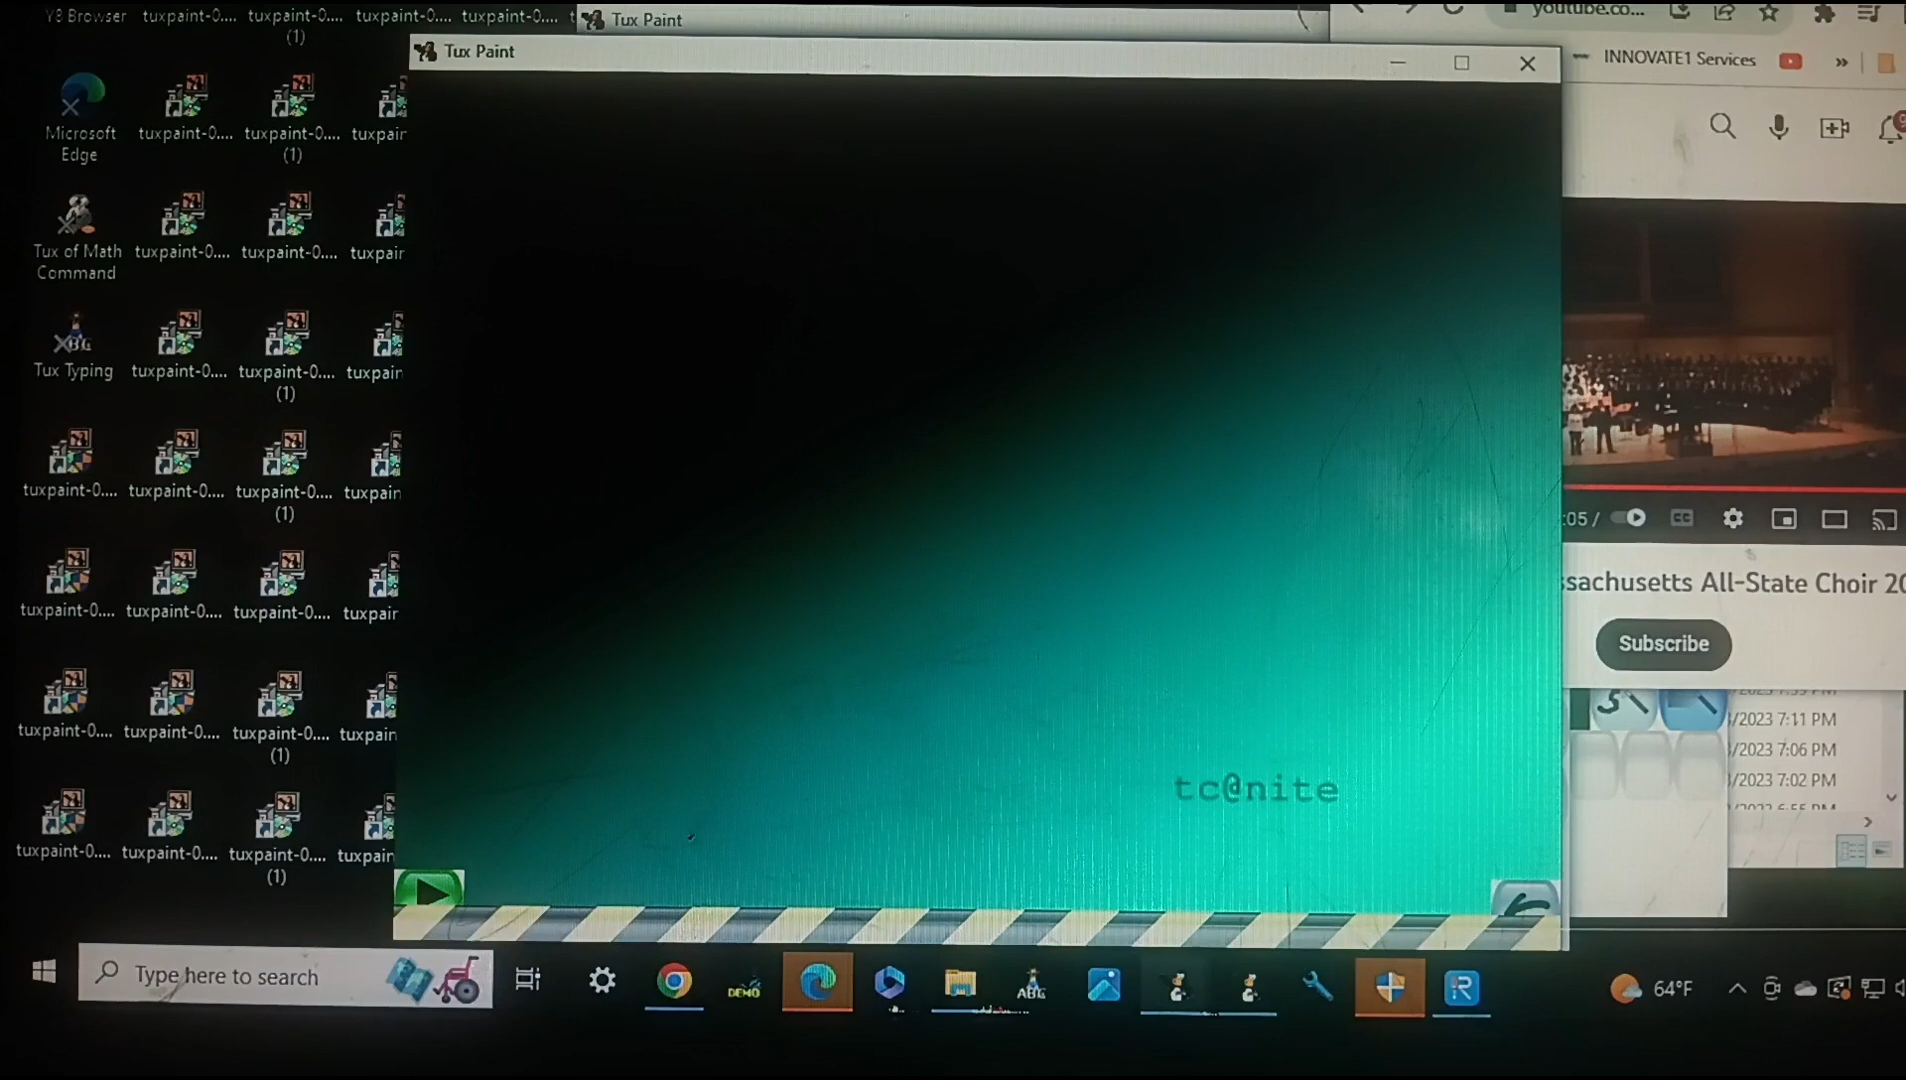 Y8 Browser
tuxpaint-0....
tuxpaint-0....
(1)
tuxpaint-0....
tuxpaint-0....
Tux Paint
youtube.co...
Tux Paint
INNOVATE1 Services
»
Microsoft
Edge
tuxpaint-0....
tuxpaint-0....
(1)
tuxpair
Tux of Math
Command
tuxpaint-0....
tuxpaint-0....
tuxpair
Tux Typing
tuxpaint-0....
tuxpaint-0....
(1)
tuxpain
tuxpaint-0....
tuxpaint-0....
tuxpaint-0....
(1)
tuxpain
:05 /
CC
ssachusetts All-State Choir 20
Subscribe
tuxpaint-0....
tuxpaint-0....
tuxpaint-0....
tuxpair
tuxpaint-0....
tuxpaint-0....
tuxpaint-0....
(1)
tuxpain
/2023 7:11 PM
/2023 7:06 PM
/2023 7:02 PM
tc@nite
tuxpaint-0....
tuxpaint-0....
tuxpaint-0....
(1)
tuxpain
Type here to search
DEMO
ABC
64°F